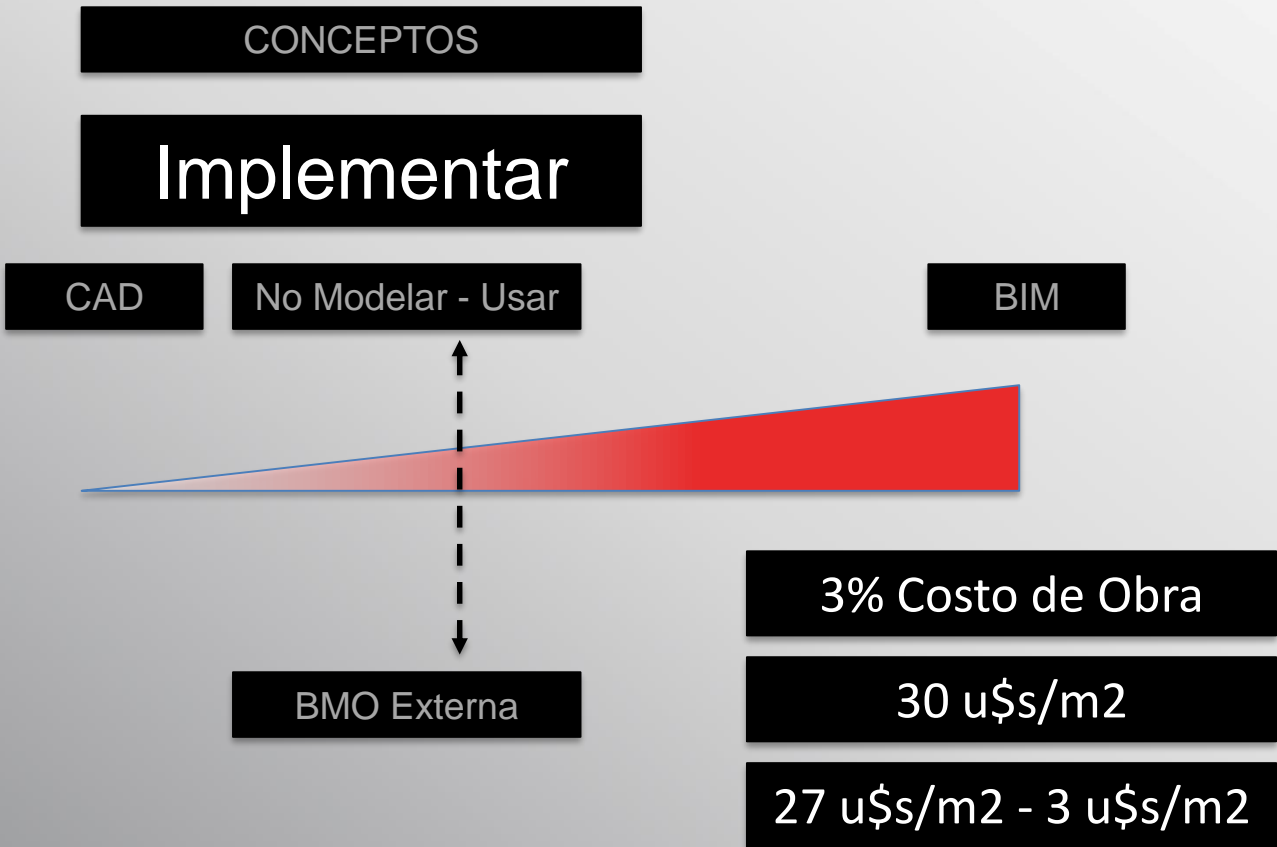 CONCEPTOS
Implementar
CAD
No Modelar - Usar
BIM
BMO Externa
3% Costo de Obra
30 u$s/m2
27 u$s/m2 - 3 u$s/m2